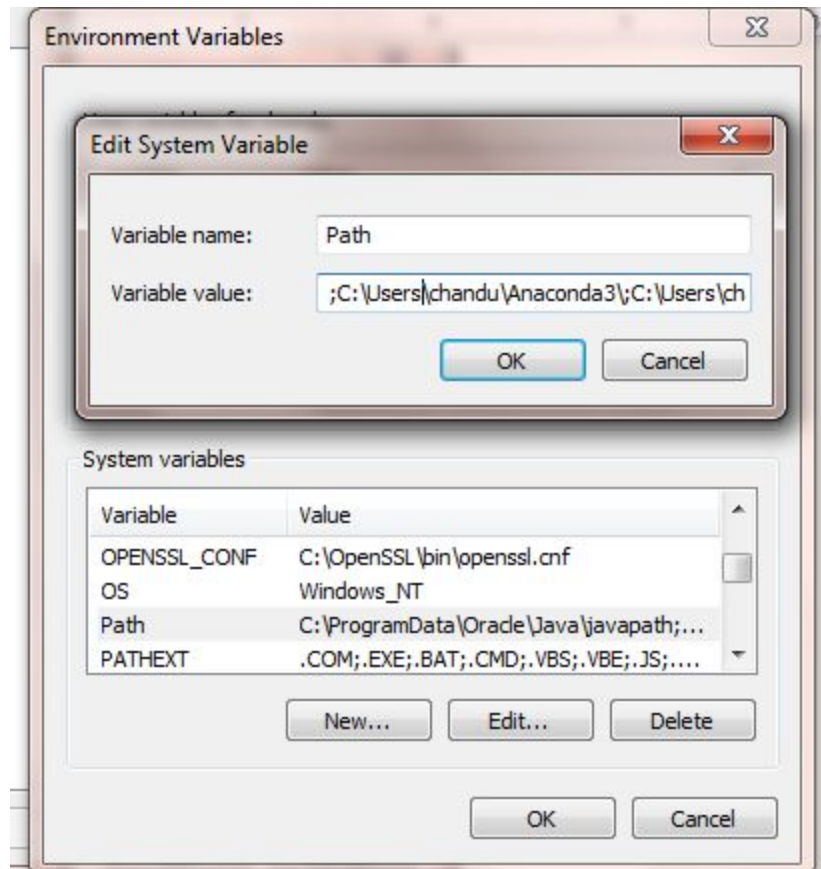 Environment Variables
Edit System Variable
Variable name:
Path
Variable value:
;C:\Users\chandu\Anaconda3\;C:\Users\ch
OK
Cancel
System variables
Variable
Value
OPENSSL_CONF
C:\OpenSSL\bin\openssl.cnf
OS
Windows_NT
Path
C:\ProgramData\Oracle\Java\javapath;...
PATHEXT
.COM;.EXE;.BAT;.CMD;.VBS;.VBE;.JS;....
New...
Edit...
Delete
OK
Cancel